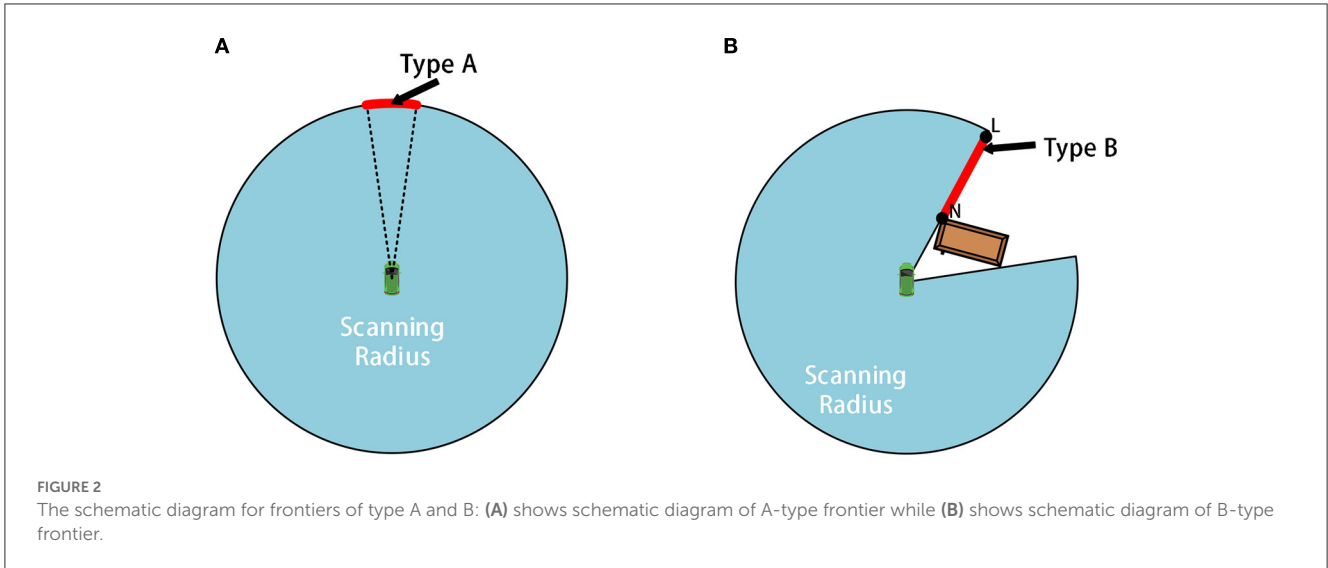 A
Type A
Scanning
Radius
B
L
Type B
N
Scanning
Radius
FIGURE 2
The schematic diagram for frontiers of type A and B: (A) shows schematic diagram of A-type frontier while (B) shows schematic diagram of B-type
frontier.